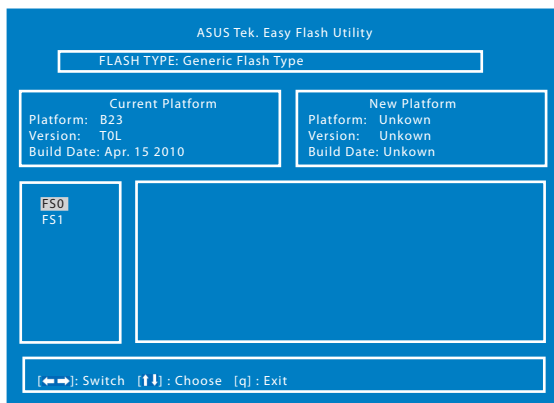 ASUS Tek. Easy Flash Utility
FLASH TYPE: Generic Flash Type
Current Platform
Platform: B23
Version: T0L
Build Date: Apr. 15 2010
New Platform
Platform: Unkown
Version: Unkown
Build Date: Unkown
FS0
FS1
[←→]: Switch [↑↓] : Choose [q] : Exit